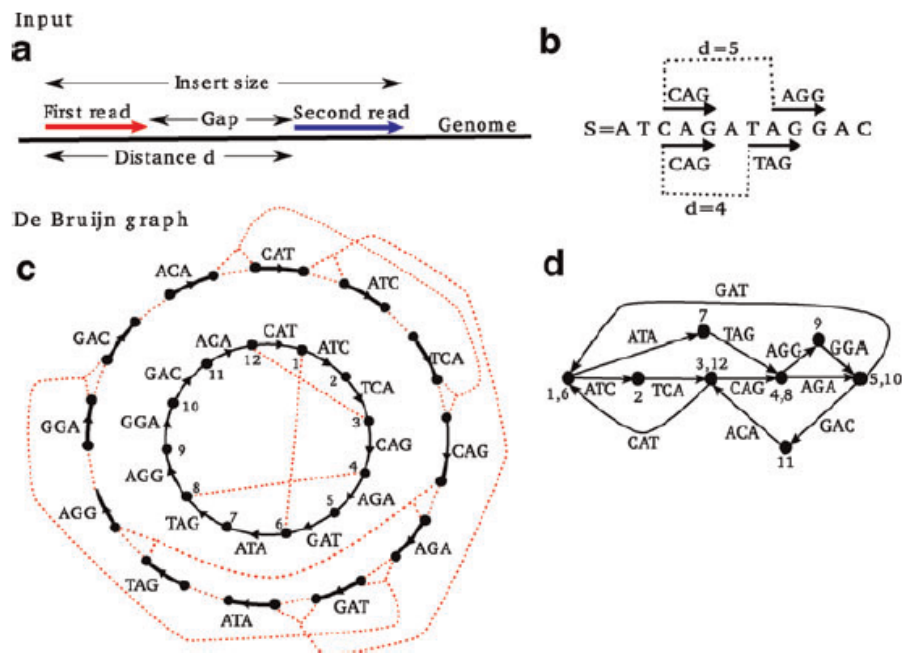 Input
a
Insert size
First read
Gap
Second read
Genome
Distance d
b
d=5
CAG
AGG
S=ATCAGATAGGAC
CAG
TAG
d=4
De Bruijn graph
c
CAT
ATC
TCA
CAG
AGA
GAT
ATA
TAG
AGG
GGA
GAC
ACA
CAT
ATC
TCA
CAG
AGA
GAT
ATA
TAG
AGG
GGA
GAC
ACA
1
2
3
4
5
6
7
8
9
10
11
12
d
GAT
7
9
ATA
TAG
AGG
GGA
3,12
1,6
ATC
2
TCA
CAG
4,8
AGA
5,10
CAT
ACA
GAC
11